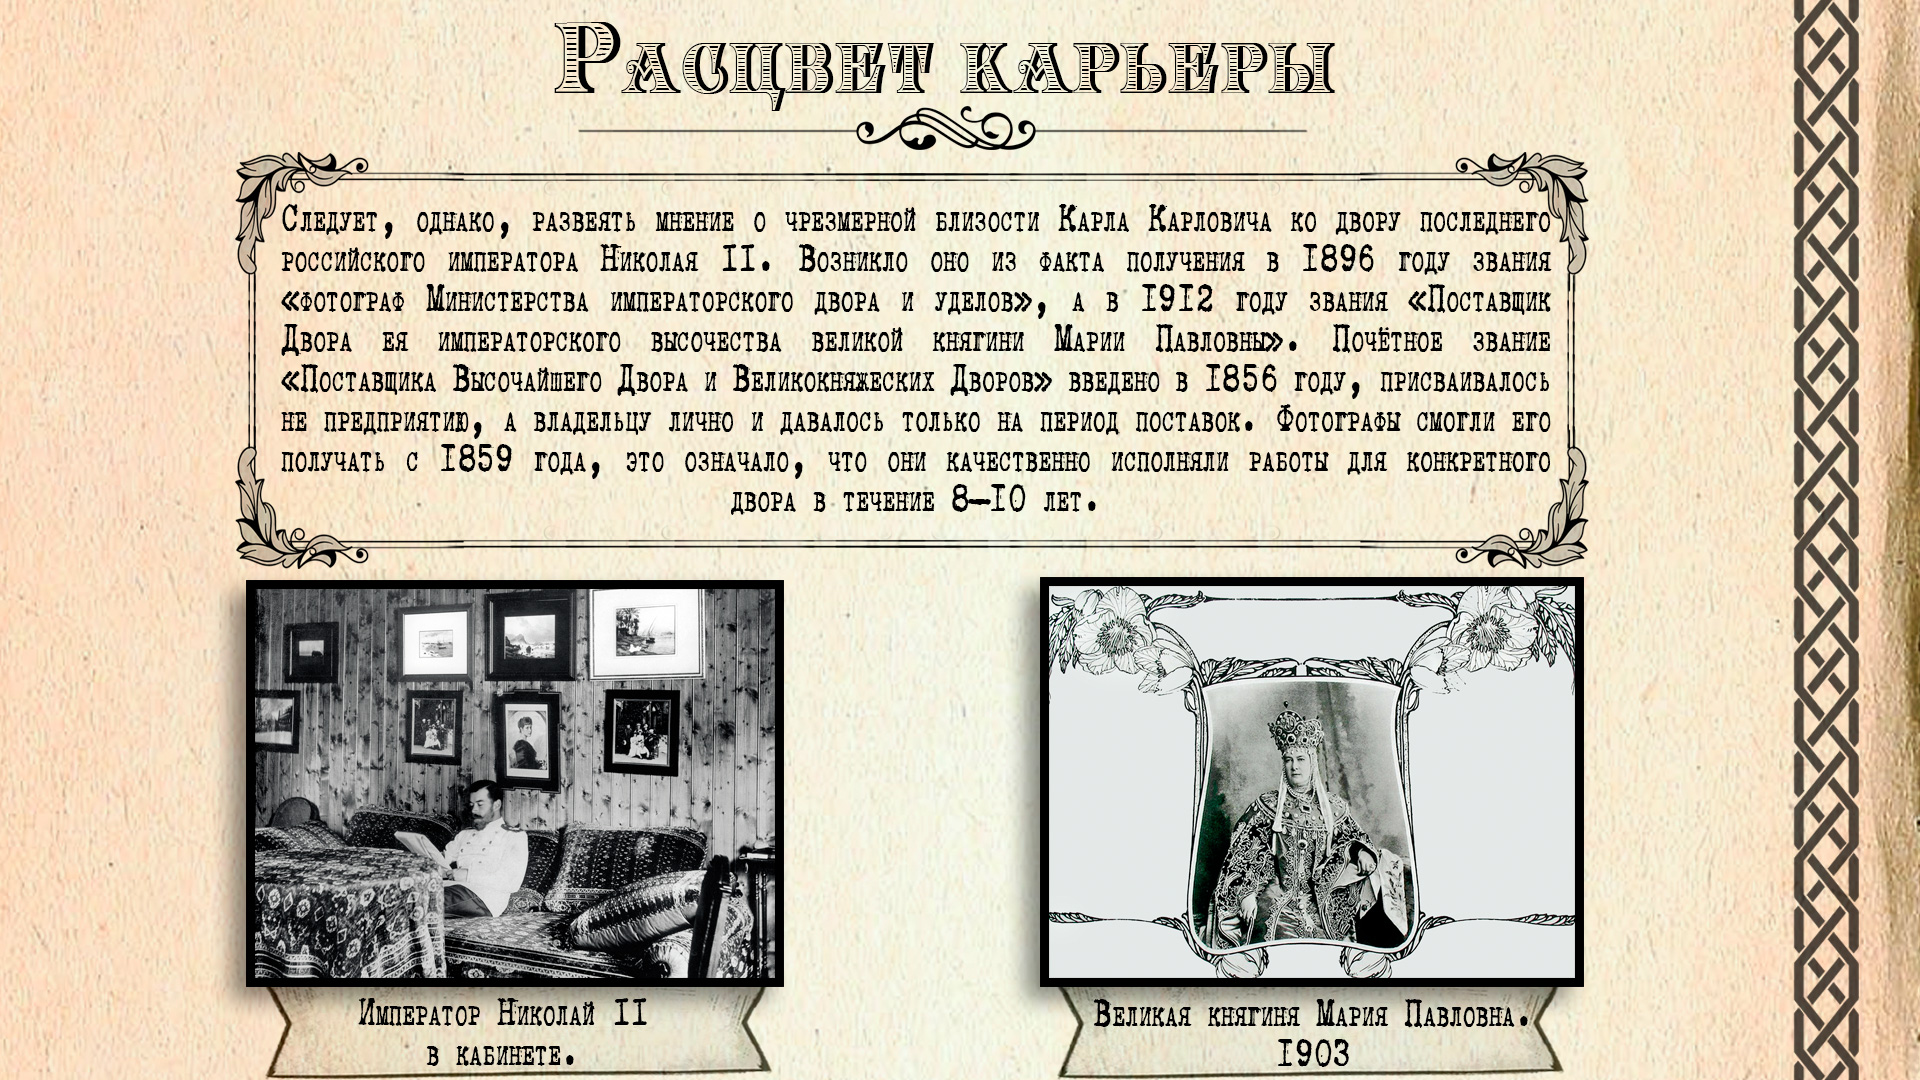 Расцвет карьеры
Следует, однако, развеять мнение о чрезмерной близости Карла Карловича ко двору последнего
российского императора Николая II. Возникло оно из факта получения в 1896 году звания
«фотограф Министерства императорского двора и уделов», а в 1912 году звания «Поставщик
Двора ея императорского высочества великой княгини Марии Павловны». Почётное звание
«Поставщика Высочайшего Двора и Великокняжеских Дворов» введено в 1856 году, присваивалось
не предприятию, а владельцу лично и давалось только на период поставок. Фотографы смогли его
получать с 1859 года, это означало, что они качественно исполняли работы для конкретного
двора в течение 8–10 лет.
Император Николай II
в кабинете.
Великая княгиня Мария Павловна.
1903